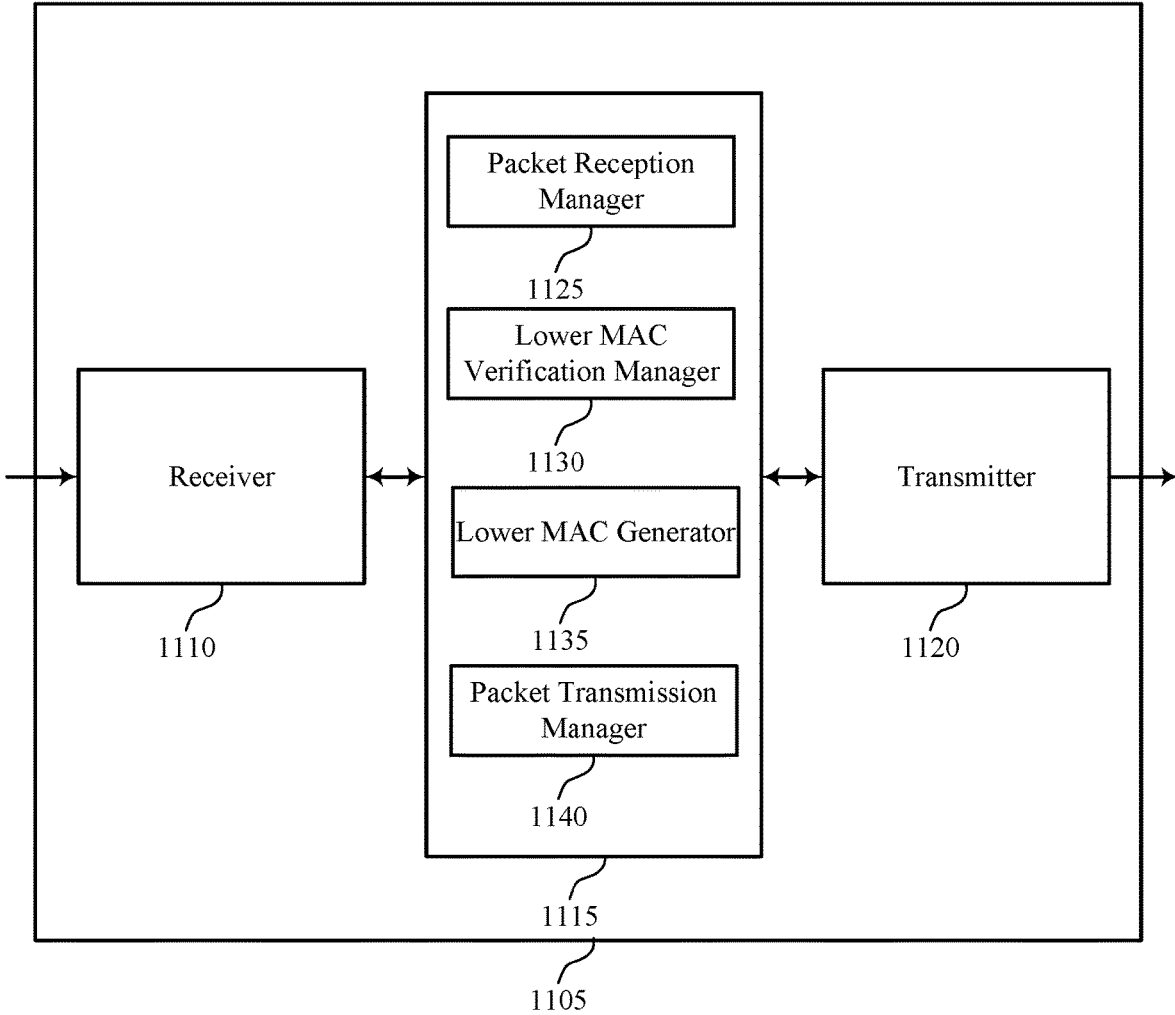 Packet Reception
Manager
1125
Lower MAC
Verification Manager
1130
Receiver
1110
Lower MAC Generator
1135
Transmitter
1120
Packet Transmission
Manager
1140
1115
1105